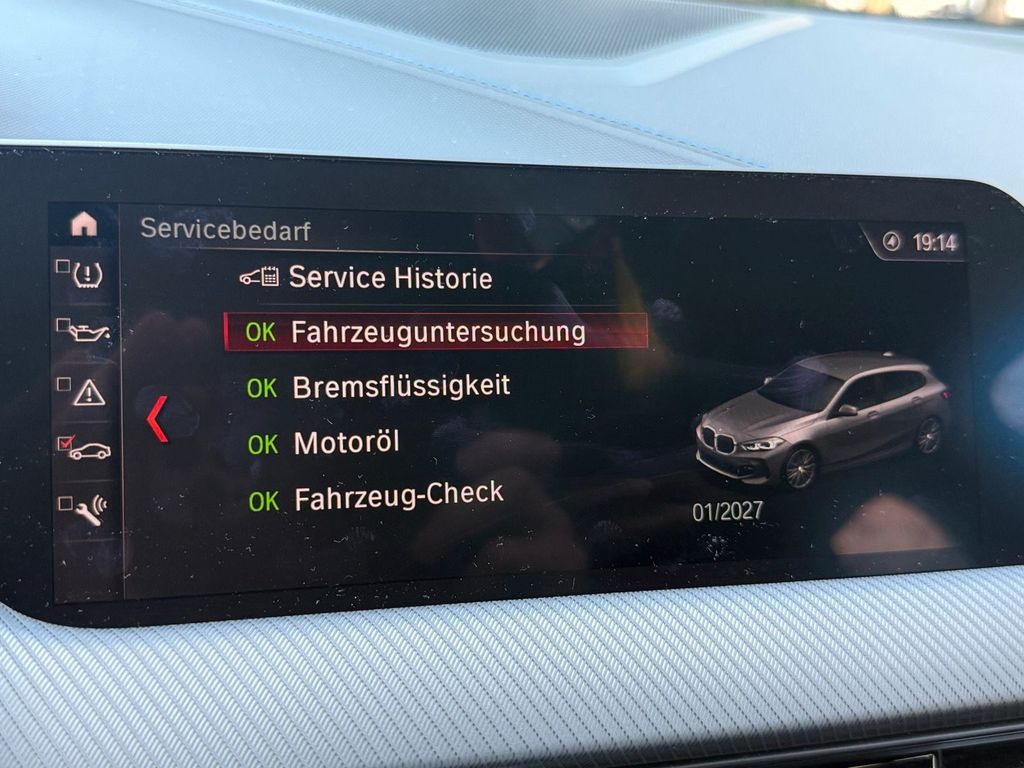 Servicebedarf
19:14
Service Historie
OK Fahrzeuguntersuchung
OK Bremsflüssigkeit
OK Motoröl
OK Fahrzeug-Check
01/2027